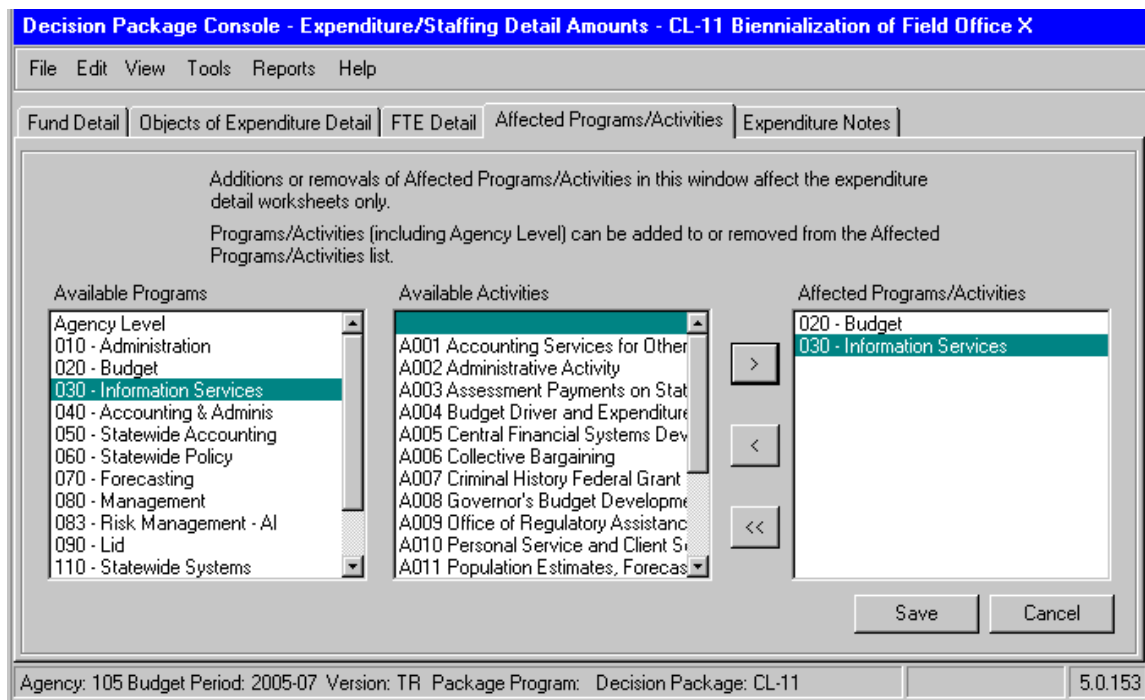 Decision Package Console - Expenditure/Staffing Detail Amounts - CL-11 Biennialization of Field Office X
File Edit View Tools Reports Help
Fund Detail Objects of Expenditure Detail FTE Detail Affected Programs/Activities Expenditure Notes
Additions or removals of Affected Programs/Activities in this window affect the expenditure
detail worksheets only.
Programs/Activities (including Agency Level) can be added to or removed from the Affected
Programs/Activities list.
Available Programs
Agency Level
010 - Administration
020 - Budget
030 - Information Services
040 - Accounting & Adminis
050 - Statewide Accounting
060 - Statewide Policy
070 - Forecasting
080 - Management
083 - Risk Management - AI
090 - Lid
110 - Statewide Systems
Available Activities
A001 Accounting Services for Other
A002 Administrative Activity
A003 Assessment Payments on Stat
A004 Budget Driver and Expenditure
A005 Central Financial Systems Dev
A006 Collective Bargaining
A007 Criminal History Federal Grant
A008 Governor's Budget Developme
A009 Office of Regulatory Assistanc
A010 Personal Service and Client S
A011 Population Estimates, Forecas
>
<
<<
Affected Programs/Activities
020 - Budget
030 - Information Services
Save Cancel
Agency: 105 Budget Period: 2005-07 Version: TR Package Program: Decision Package: CL-11 5.0.153